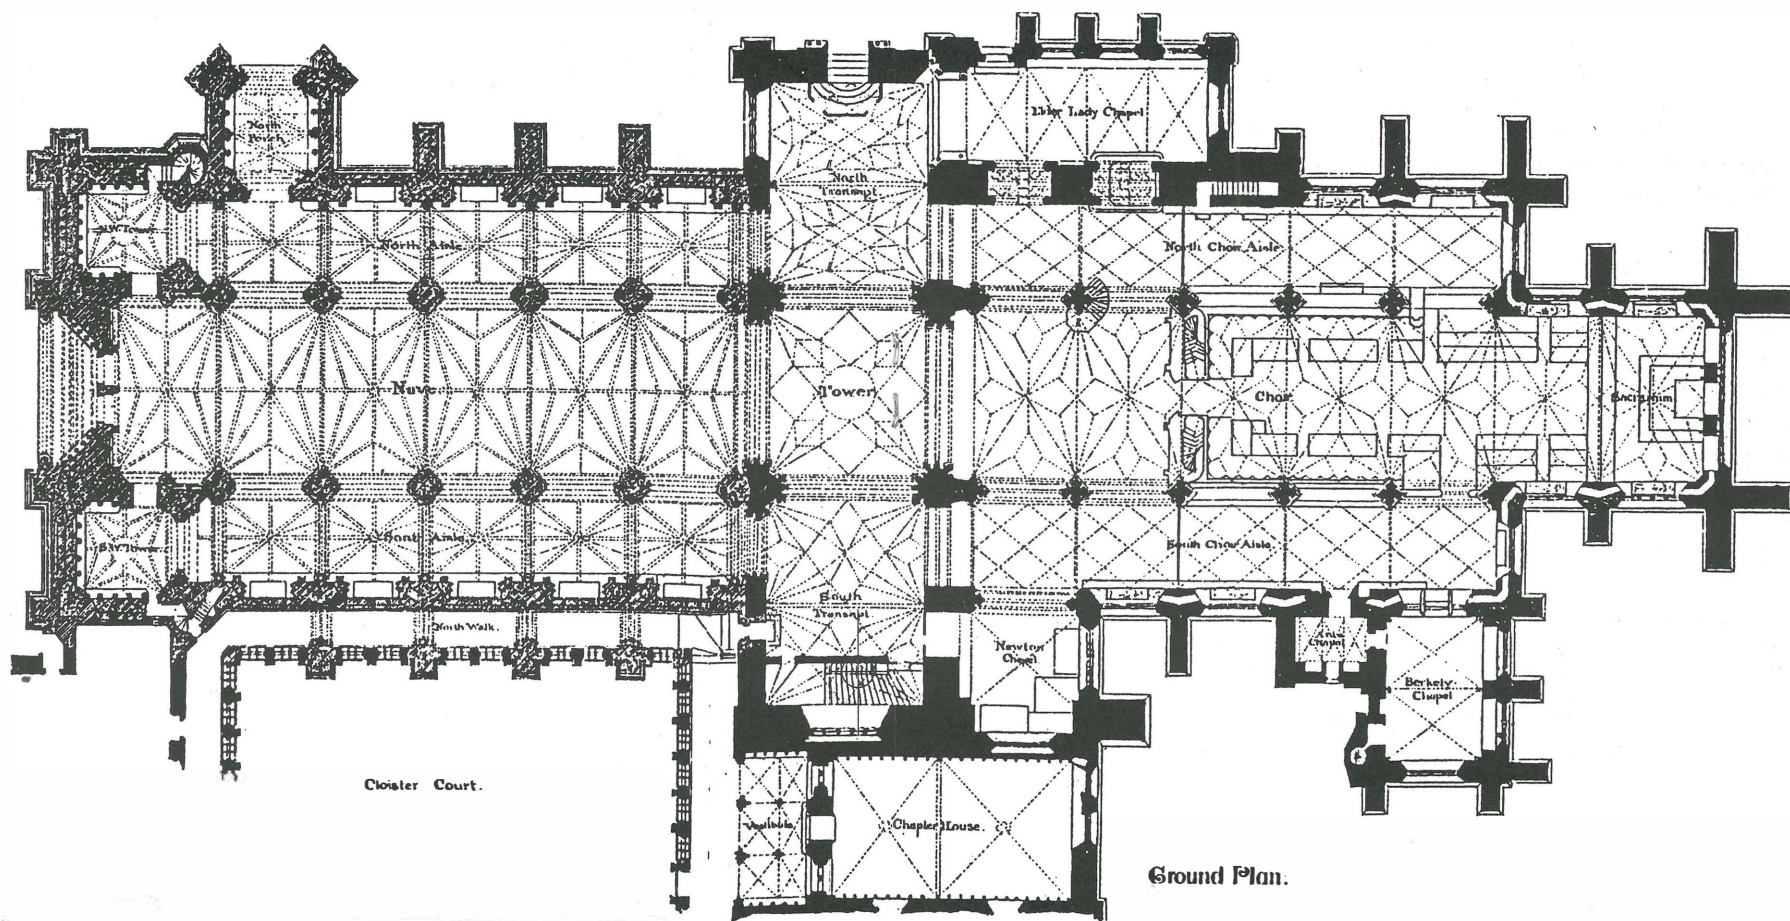 Elder Lady Chapel
North
Porch
North
Transept
N.W. Tower
North Aisle
North Choir Aisle
Nave.
Tower
Choir
Sacrarium
S.W. Tower
South Aisle
South Choir Aisle.
South
Transept
North Walk.
Newton
Chapel
Ante
Chapel
Berkely
Chapel
Cloister Court.
Vestibule
Chapter House.
Ground Plan.